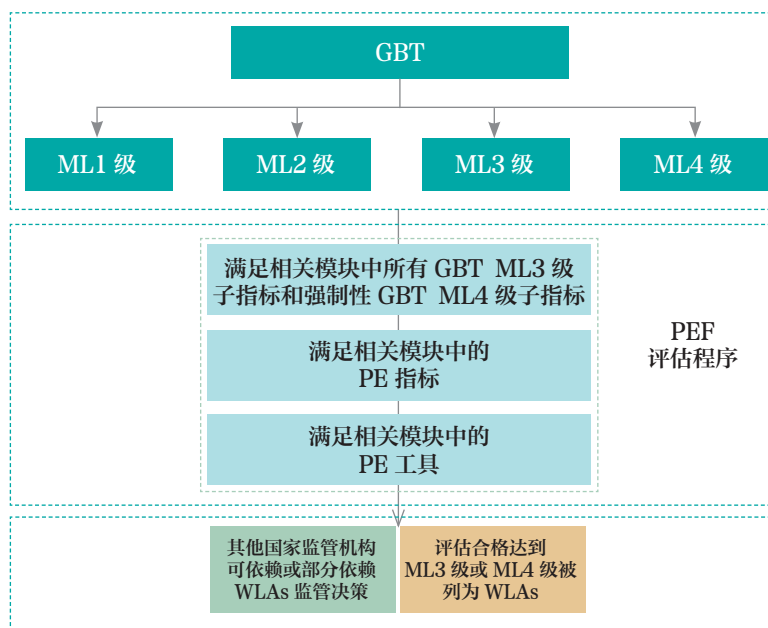 GBT
ML1 级
ML2 级
ML3 级
ML4 级
满足相关模块中所有 GBT ML3 级
子指标和强制性 GBT ML4 级子指标
满足相关模块中的
PE 指标
满足相关模块中的
PE 工具
PEF
评估程序
其他国家监管机构
可依赖或部分依赖
WLAs 监管决策
评估合格达到
ML3 级或 ML4 级被
列为 WLAs